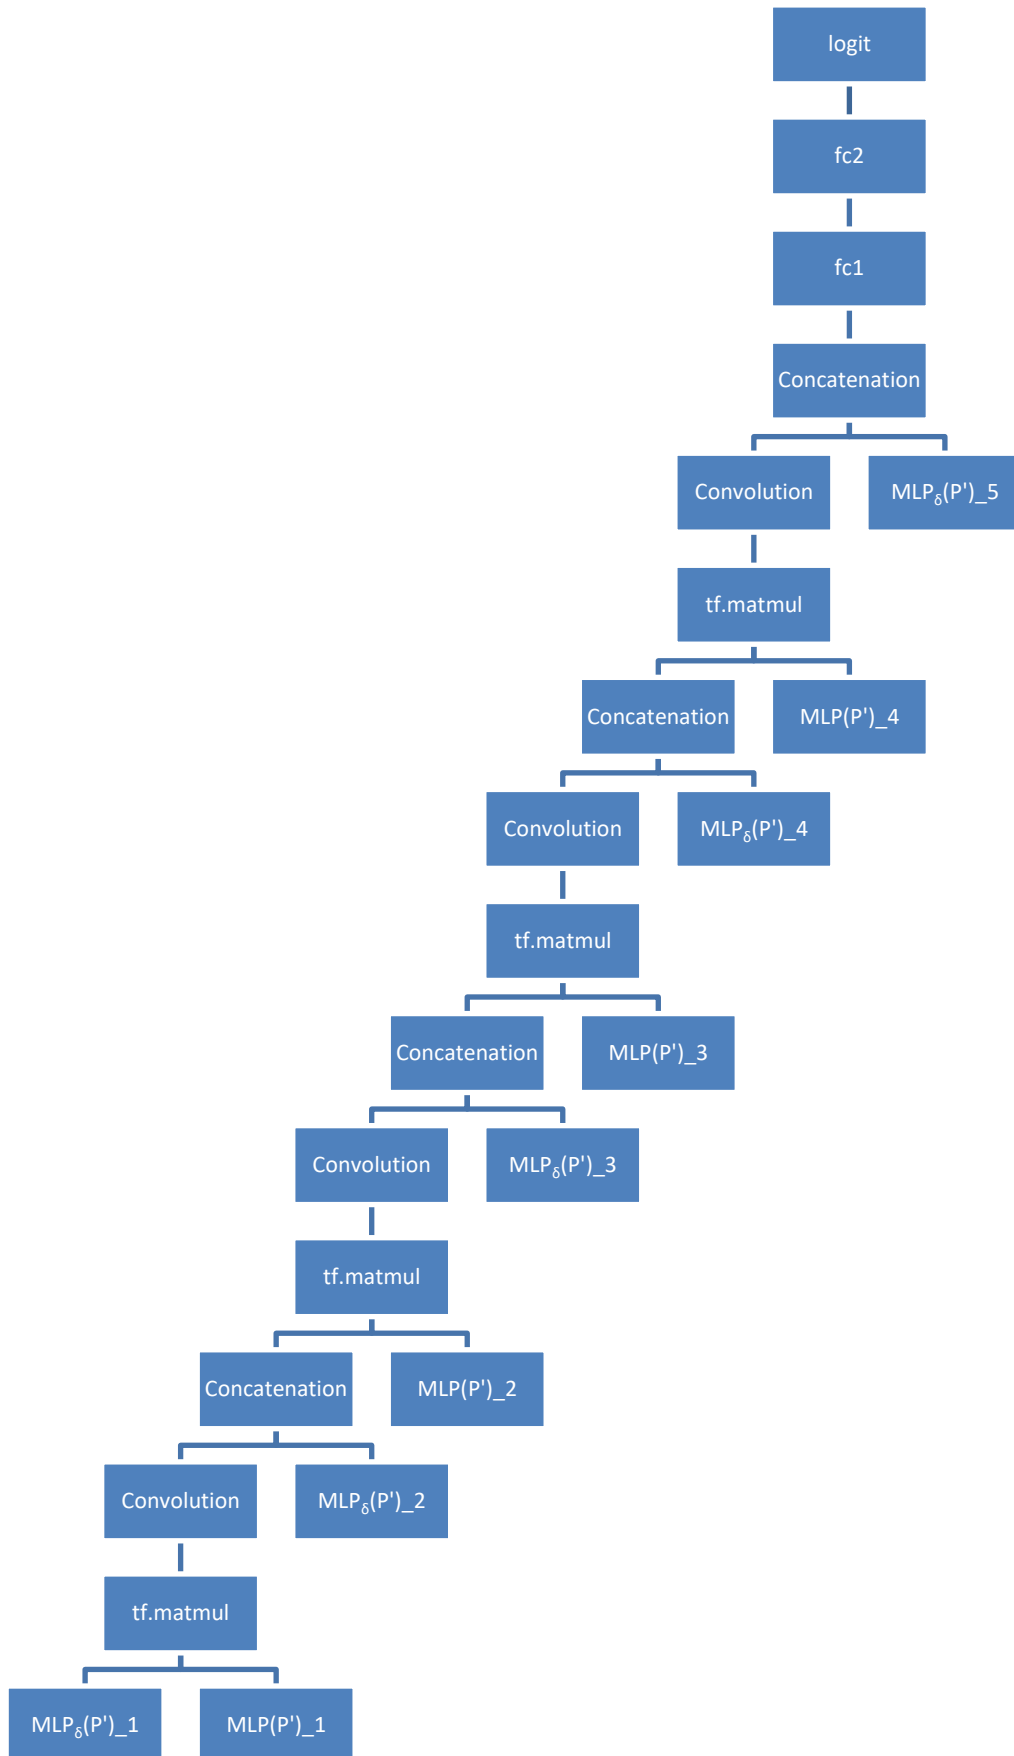 logit
fc2
fc1
Concatenation
Convolution
MLPδ(P')_5
tf.matmul
Concatenation
MLP(P')_4
Convolution
MLPδ(P')_4
tf.matmul
Concatenation
MLP(P')_3
Convolution
MLPδ(P')_3
tf.matmul
Concatenation
MLP(P')_2
Convolution
MLPδ(P')_2
tf.matmul
MLPδ(P')_1
MLP(P')_1